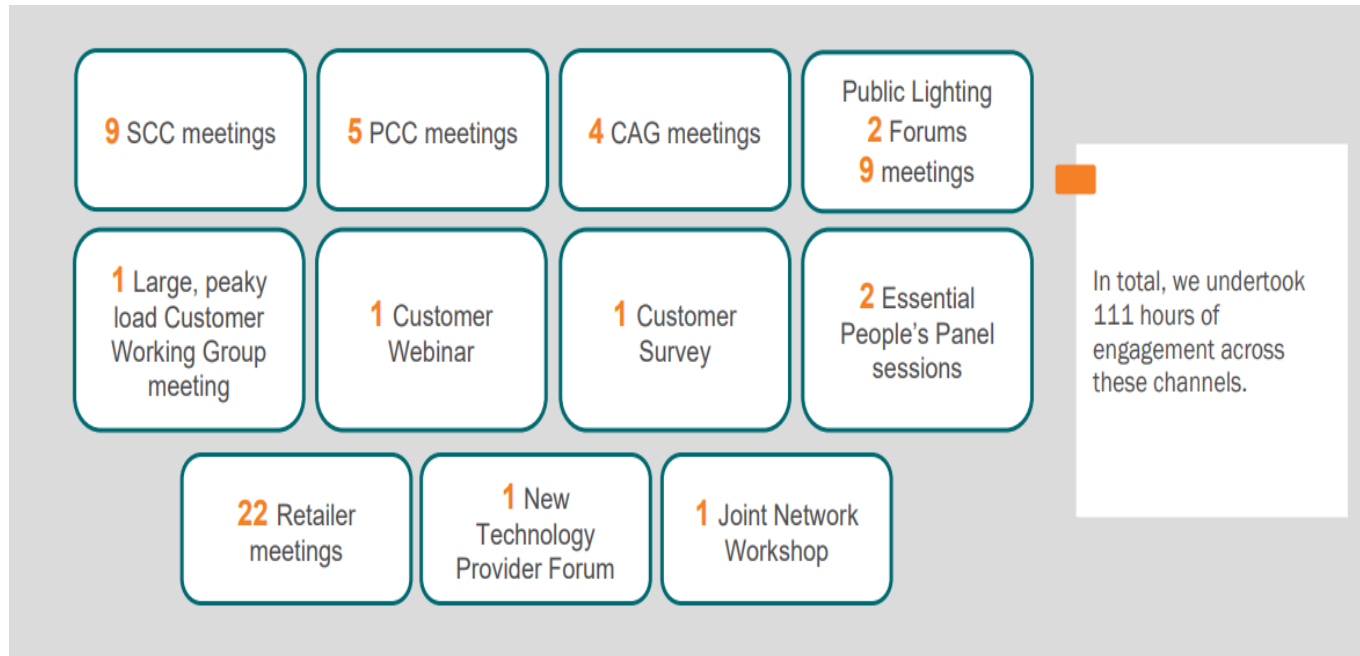 9 SCC meetings
5 PCC meetings
4 CAG meetings
Public Lighting
2 Forums
9 meetings
1 Large, peaky
load Customer
Working Group
meeting
1 Customer
Webinar
1 Customer
Survey
2 Essential
People's Panel
sessions
22 Retailer
meetings
1 New
Technology
Provider Forum
1 Joint Network
Workshop
In total, we undertook
111 hours of
engagement across
these channels.